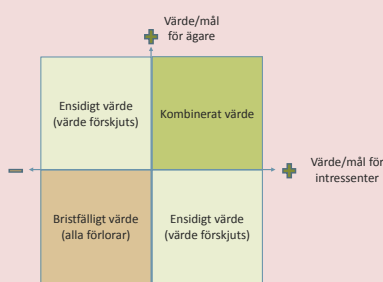 Värde/mål
för ägare
Ensidigt värde
(värde förskjuts)
Kombinerat värde
Värde/mål för
intressenter
Bristfälligt värde
(alla förlorar)
Ensidigt värde
(värde förskjuts)